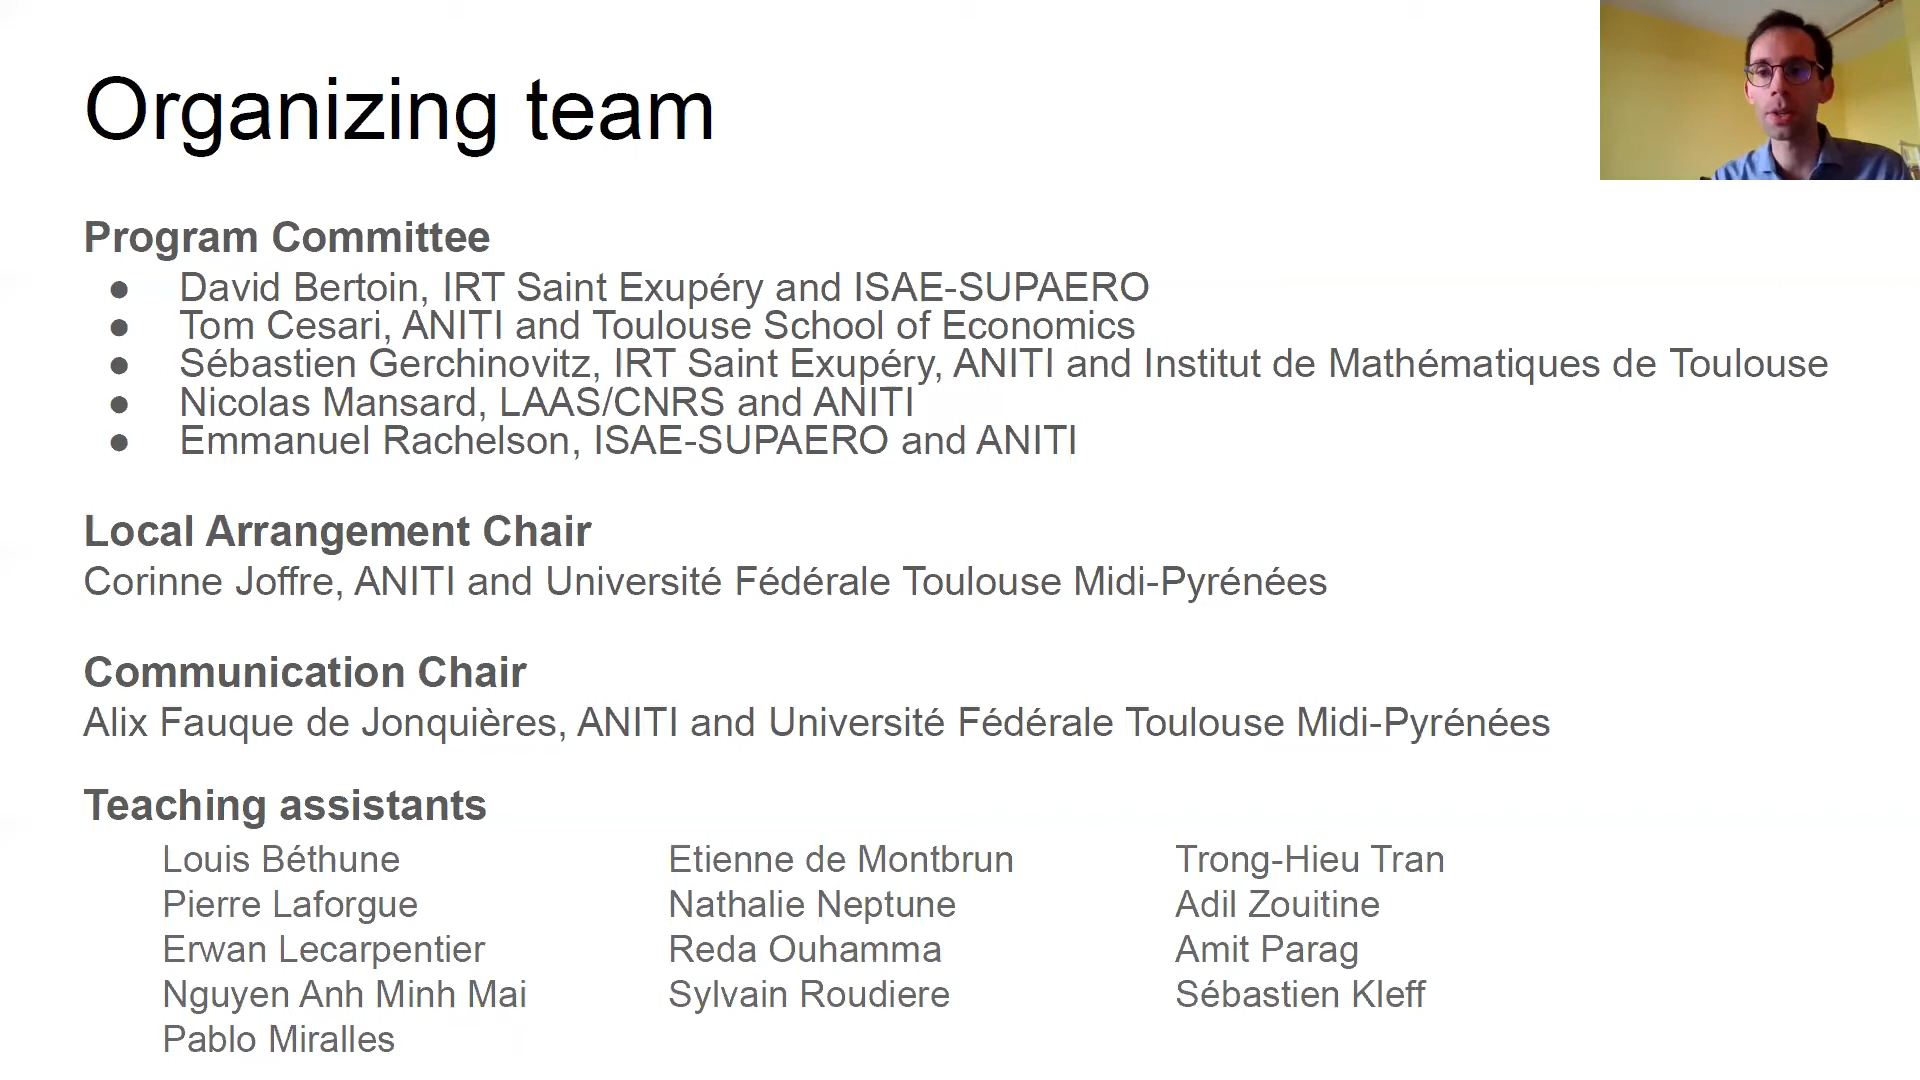 Organizing team
Program Committee
● David Bertoin, IRT Saint Exupéry and ISAE-SUPAERO
● Tom Cesari, ANITI and Toulouse School of Economics
● Sébastien Gerchinovitz, IRT Saint Exupéry, ANITI and Institut de Mathématiques de Toulouse
● Nicolas Mansard, LAAS/CNRS and ANITI
● Emmanuel Rachelson, ISAE-SUPAERO and ANITI
Local Arrangement Chair
Corinne Joffre, ANITI and Université Fédérale Toulouse Midi-Pyrénées
Communication Chair
Alix Fauque de Jonquières, ANITI and Université Fédérale Toulouse Midi-Pyrénées
Teaching assistants
Louis Béthune
Pierre Laforgue
Erwan Lecarpentier
Nguyen Anh Minh Mai
Pablo Miralles
Etienne de Montbrun
Nathalie Neptune
Reda Ouhamma
Sylvain Roudiere
Trong-Hieu Tran
Adil Zouitine
Amit Parag
Sébastien Kleff